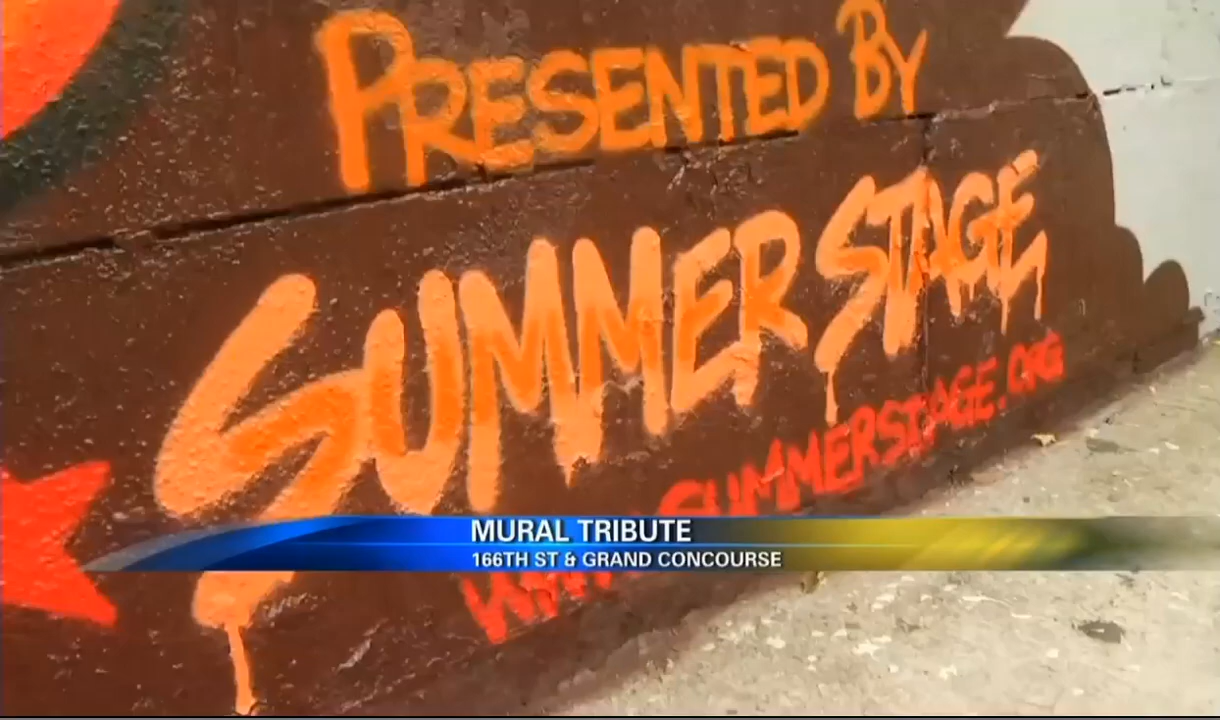 PRESENTED BY
SUMMER STAGE
SUMMERSTAGE.ORG
MURAL TRIBUTE
166TH ST & GRAND CONCOURSE